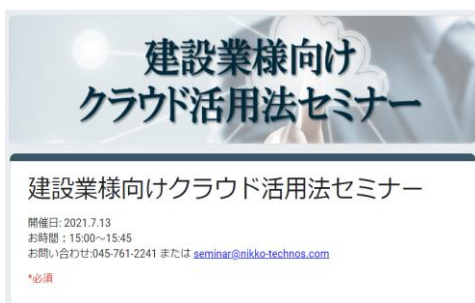 建設業様向け
クラウド活用法セミナー
建設業様向けクラウド活用法セミナー
開催日: 2021.7.13
お時間：15:00～15:45
お問い合わせ:045-761-2241 または seminar@nikko-technos.com
*必須